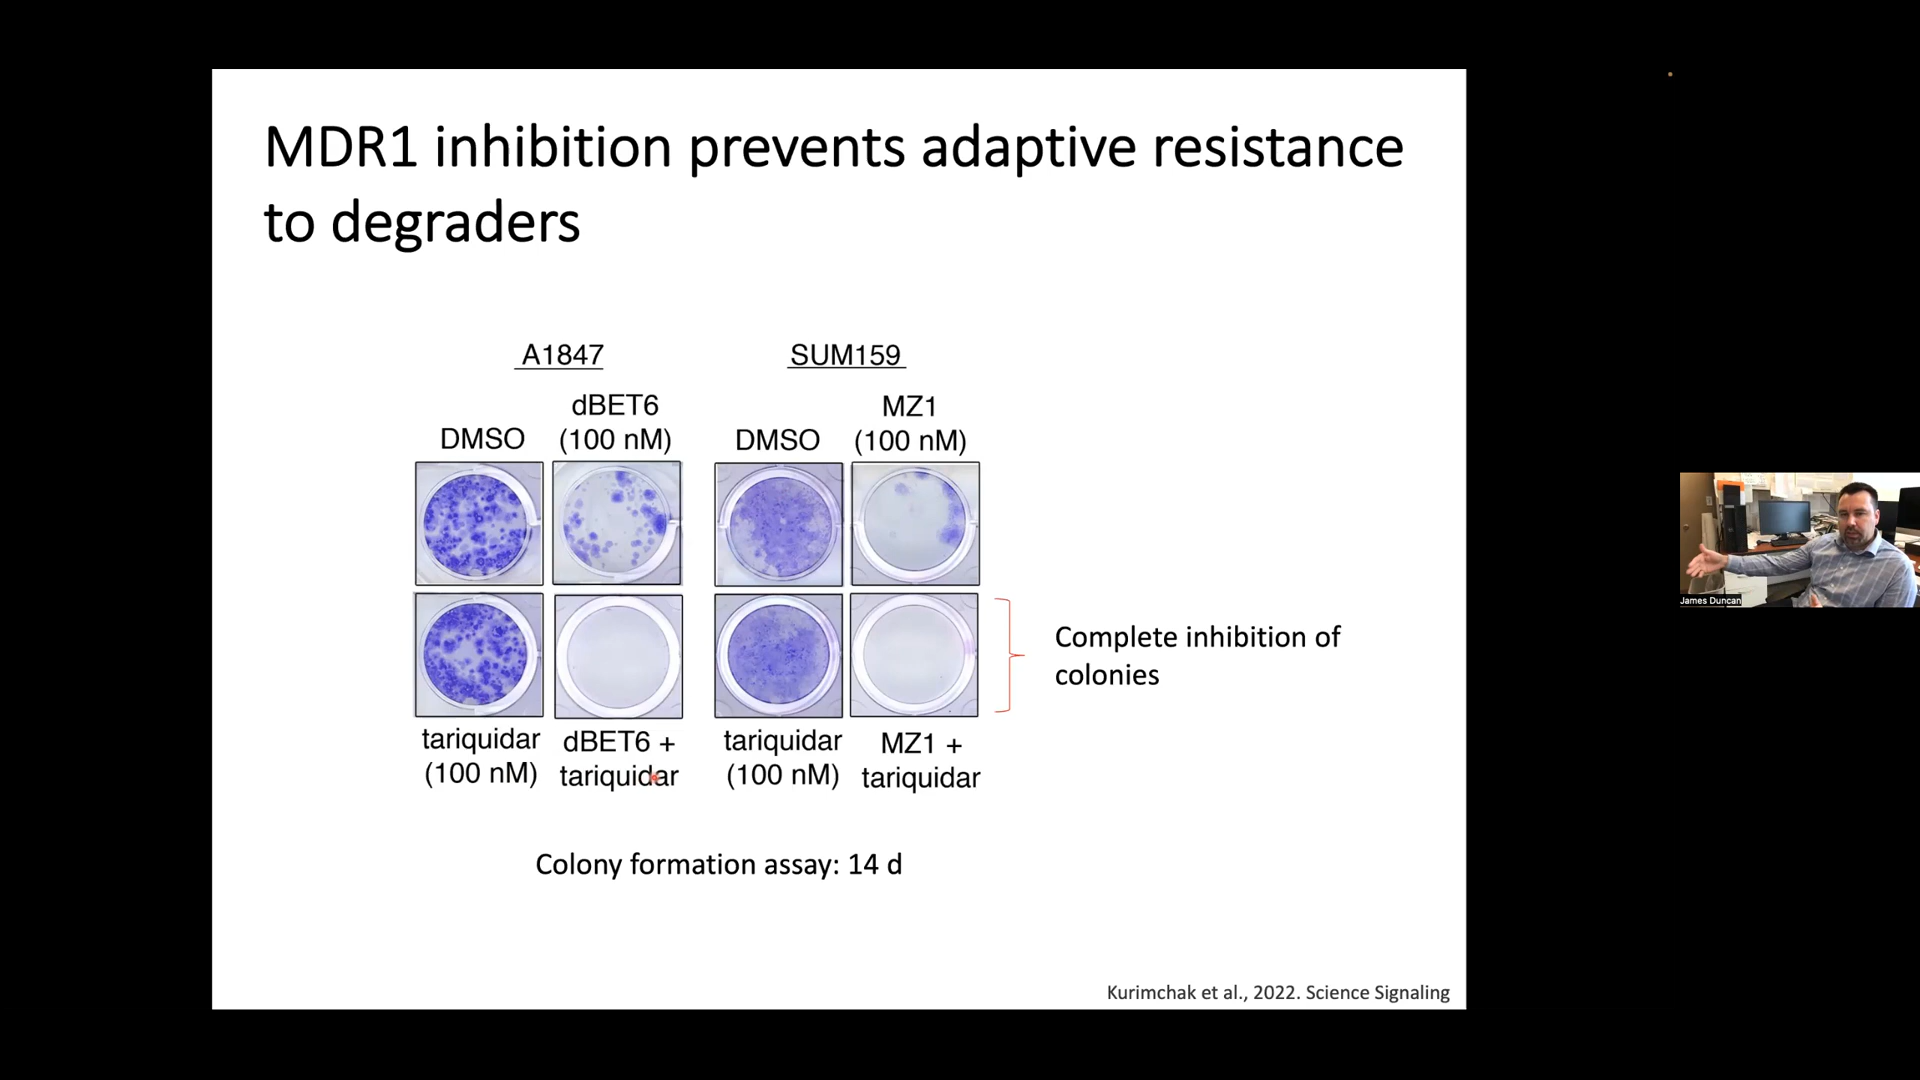 MDR1 inhibition prevents adaptive resistance
to degraders
A1847
SUM159
DMSO
dBET6
(100 nM)
DMSO
MZ1
(100 nM)
tariquidar
(100 nM)
dBET6 +
tariquidar
tariquidar
(100 nM)
MZ1 +
tariquidar
Complete inhibition of
colonies
Colony formation assay: 14 d
Kurimchak et al., 2022. Science Signaling
James Duncan